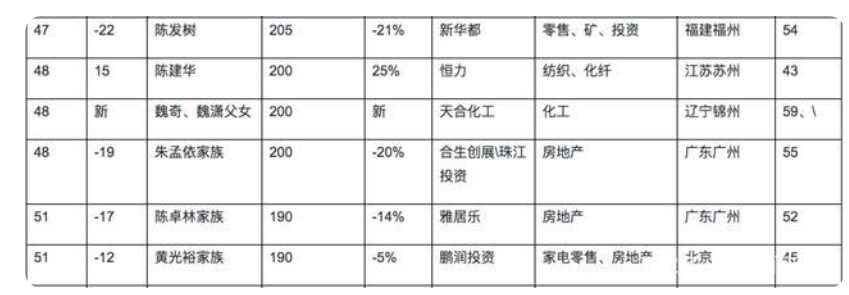 47 -22 陈发树 205 -21% 新华都 零售、矿、投资 福建福州 54
48 15 陈建华 200 25% 恒力 纺织、化纤 江苏苏州 43
48 新 魏奇、魏潇父女 200 新 天合化工 化工 辽宁锦州 59、\
48 -19 朱孟依家族 200 -20% 合生创展\珠江 房地产 广东广州 55
投资
51 -17 陈卓林家族 190 -14% 雅居乐 房地产 广东广州 52
51 -12 黄光裕家族 190 -5% 鹏润投资 家电零售、房地产 北京 45